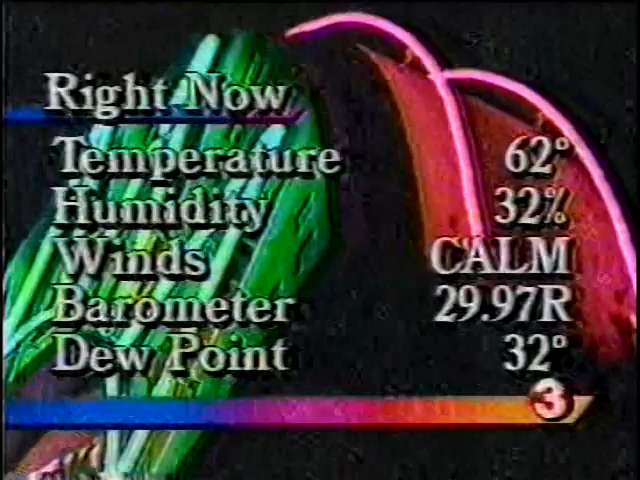 Right Now
Temperature 62°
Humidity 32%
Winds CALM
Barometer 29.97R
Dew Point 32°
3